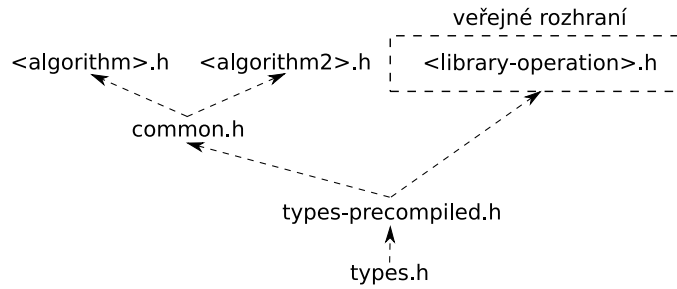 veřejné rozhraní
<algorithm>.h <algorithm2>.h <library-operation>.h
common.h
types-precompiled.h
types.h